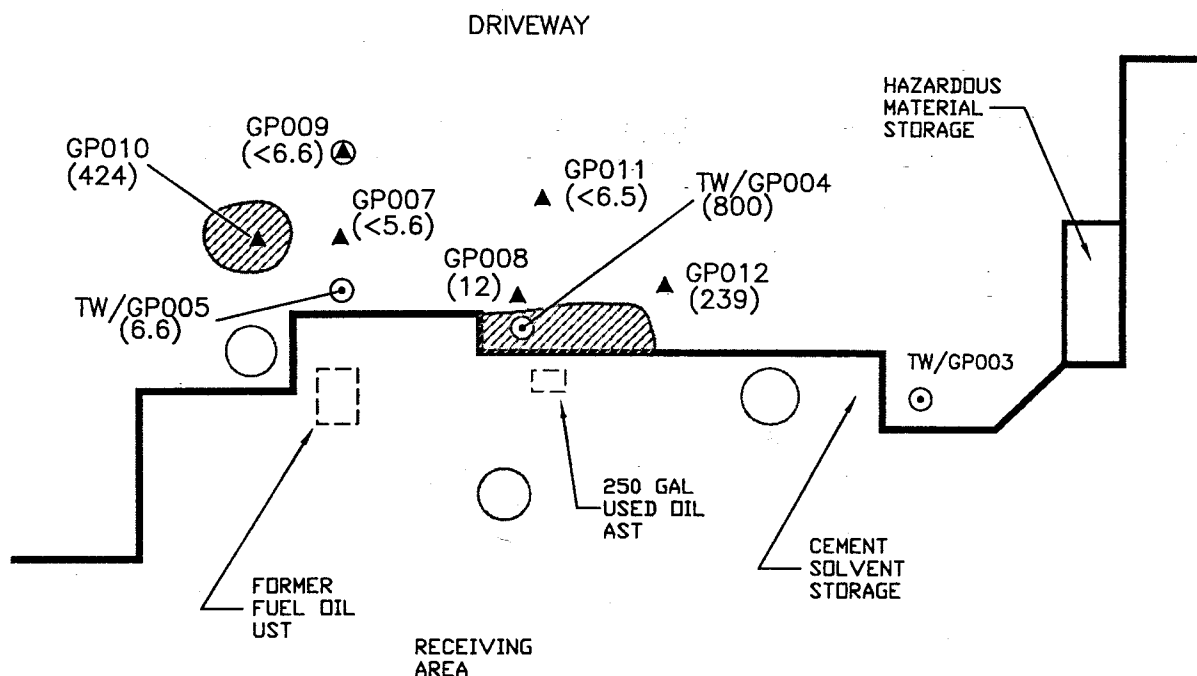 DRIVEWAY
HAZARDOUS
MATERIAL
STORAGE
GP009
(<6.6)
GP010
(424)
GP011
(<6.5)
TW/GP004
(800)
GP007
(<5.6)
GP008
(12)
GP012
(239)
TW/GP005
(6.6)
TW/GP003
250 GAL
USED OIL
AST
CEMENT
SOLVENT
STORAGE
FORMER
FUEL OIL
UST
RECEIVING
AREA